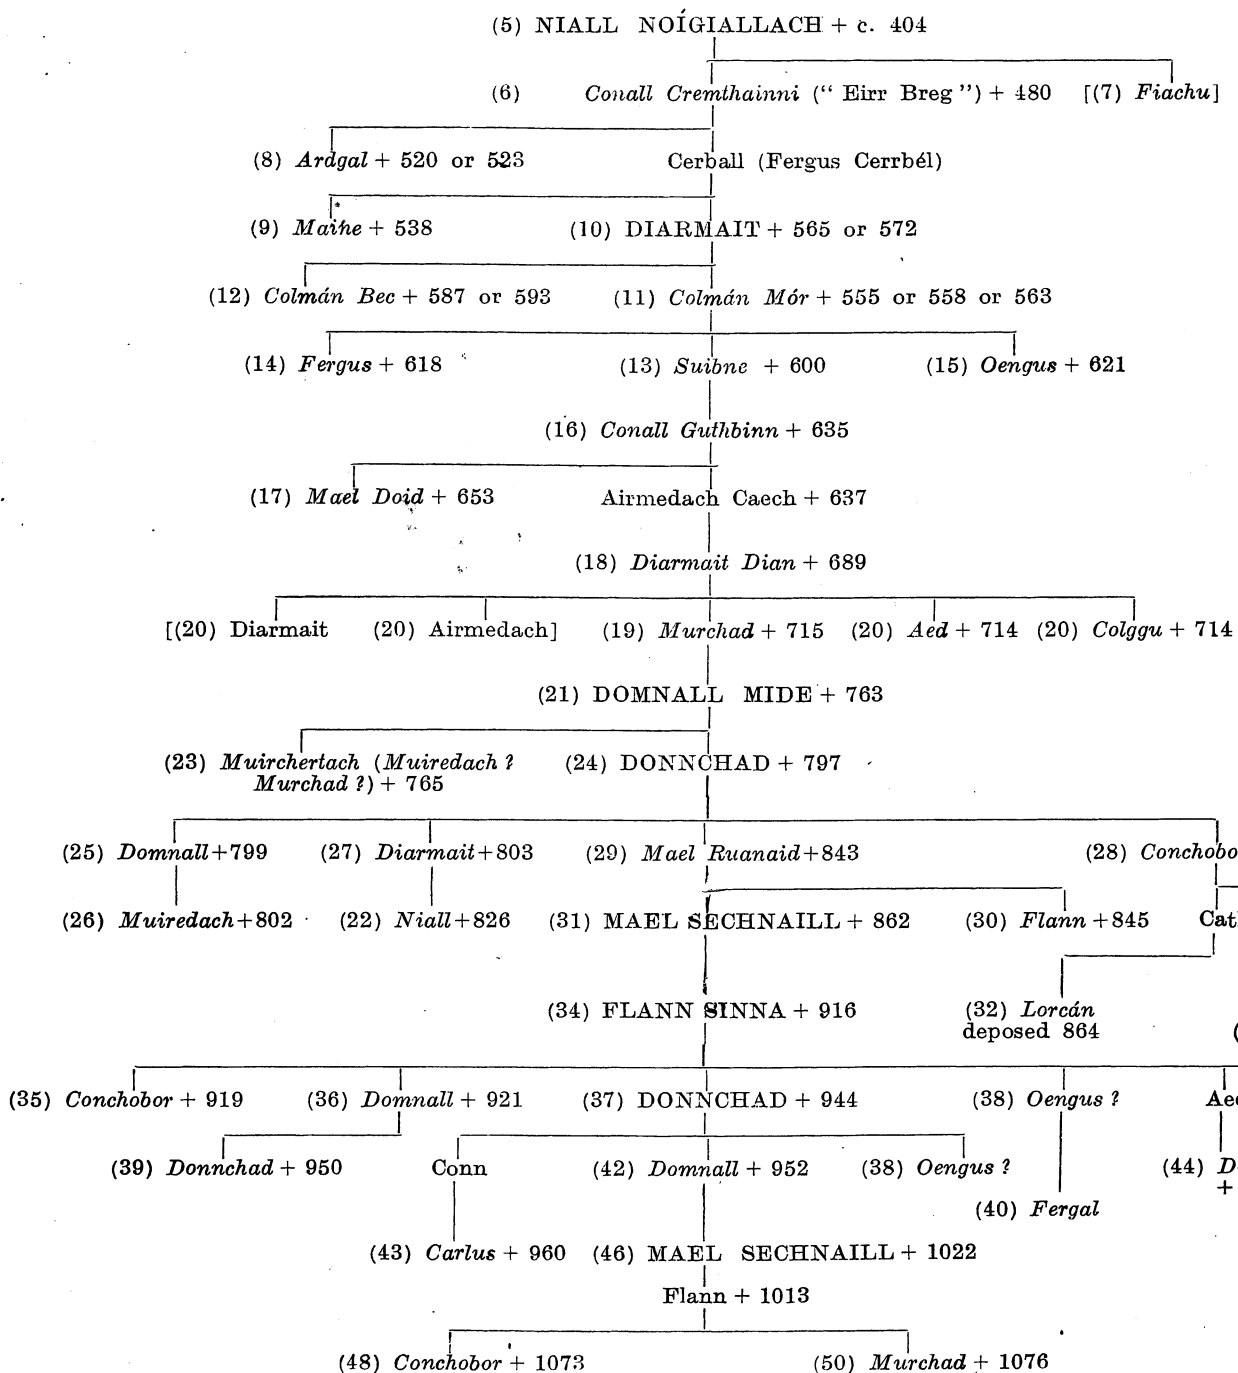 (5) NIALL NOÍGIALLACH + c. 404
(6) Conall Cremthainni (“ Eirr Breg ”) + 480 [(7) Fiachu]
(8) Ardgal + 520 or 523 Cerball (Fergus Cerrbél)
(9) Maine + 538 (10) DIARMAIT + 565 or 572
(12) Colmán Bec + 587 or 593 (11) Colmán Mór + 555 or 558 or 563
(14) Fergus + 618 (13) Suibne + 600 (15) Oengus + 621
(16) Conall Guthbinn + 635
(17) Mael Doid + 653 Airmedach Caech + 637
(18) Diarmait Dian + 689
[(20) Diarmait (20) Airmedach] (19) Murchad + 715 (20) Aed + 714 (20) Colggu + 714
(21) DOMNALL MIDE + 763
(23) Muirchertach (Muiredach ? (24) DONNCHAD + 797
Murchad ?) + 765
(25) Domnall+799 (27) Diarmait+803 (29) Mael Ruanaid+843 (28) Conchobo
(26) Muiredach+802 (22) Niall+826 (31) MAEL SECHNAILL + 862 (30) Flann +845 Cat
(34) FLANN SINNA + 916 (32) Lorcán
deposed 864 (
(35) Conchobor + 919 (36) Domnall + 921 (37) DONNCHAD + 944 (38) Oengus ? Aed
(39) Donnchad + 950 Conn (42) Domnall + 952 (38) Oengus ? (44) D
+
(40) Fergal
(43) Carlus + 960 (46) MAEL SECHNAILL + 1022
Flann + 1013
(48) Conchobor + 1073 (50) Murchad + 1076